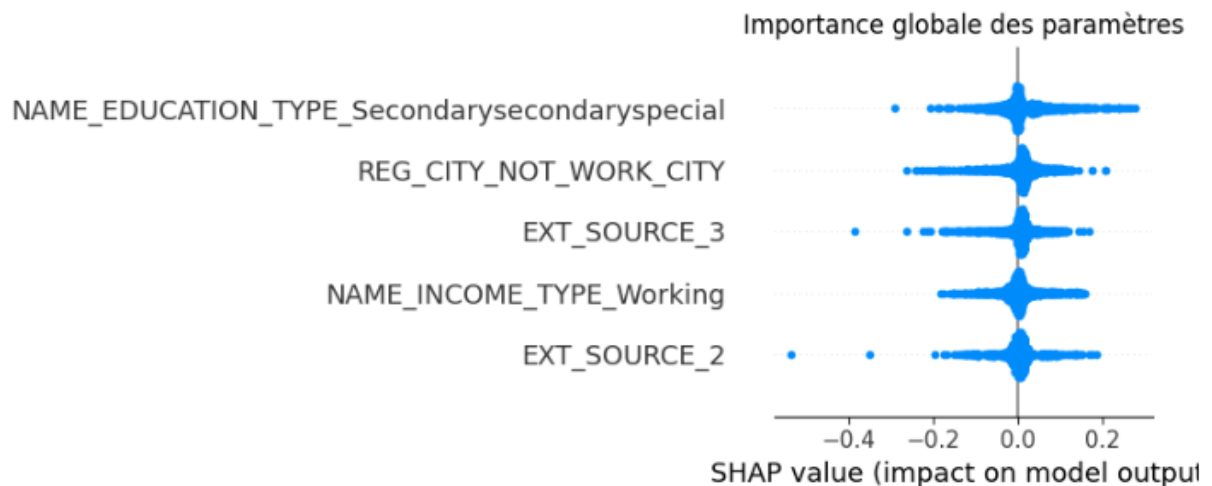 Importance globale des paramètres
NAME_EDUCATION_TYPE_Secondarysecondaryspecial
REG_CITY_NOT_WORK_CITY
EXT_SOURCE_3
NAME_INCOME_TYPE_Working
EXT_SOURCE_2
−0.4 −0.2 0.0 0.2
SHAP value (impact on model output